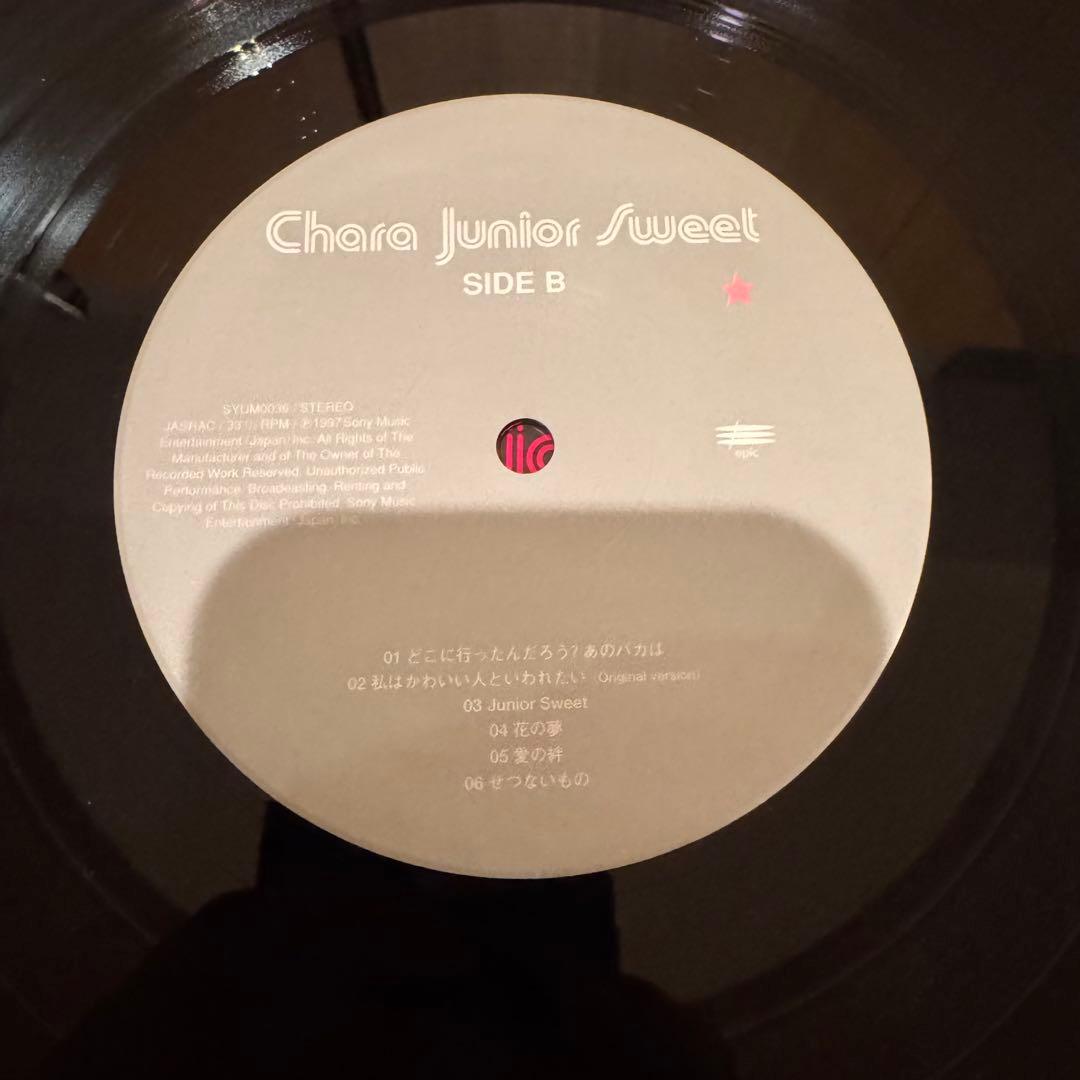 Chara Junior Sweet
SIDE B
SYUM0036 / STEREO
JASRAC / 33 ⅓ RPM / ℗1997 Sony Music
Entertainment (Japan) Inc. All Rights of The
Manufacturer and of The Owner of The
Recorded Work Reserved. Unauthorized Public
Performance. Broadcasting. Renting and
Copying of This Disc Prohibited. Sony Music
Entertainment (Japan) Inc.
epic
01 どこに行ったんだろう? あのバカは
02 私はかわいい人といわれたい (Original version)
03 Junior Sweet
04 花の夢
05 愛の絆
06 せつないもの